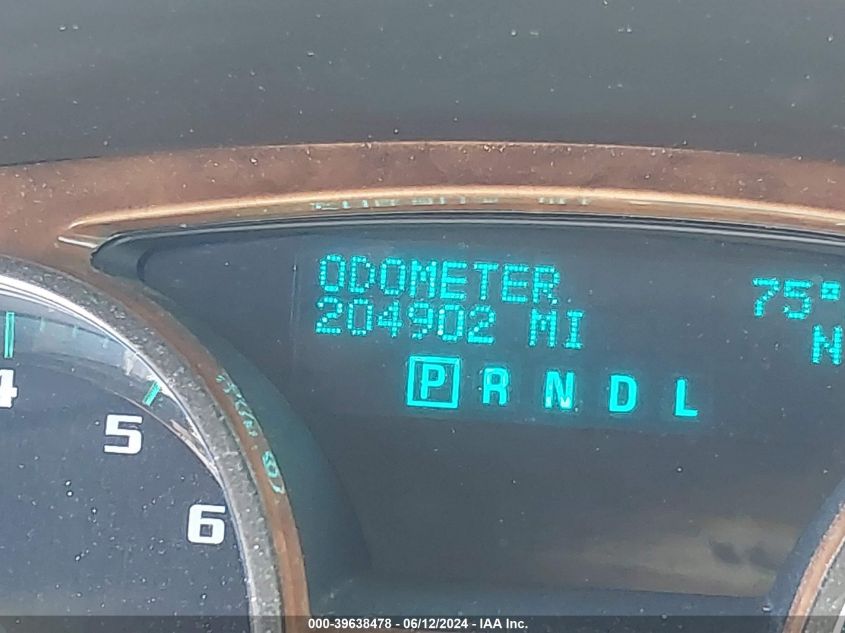 ODOMETER 75°
204902 MI N
P R N D L
4
5
6
000-39638478 - 06/12/2024 - IAA Inc.